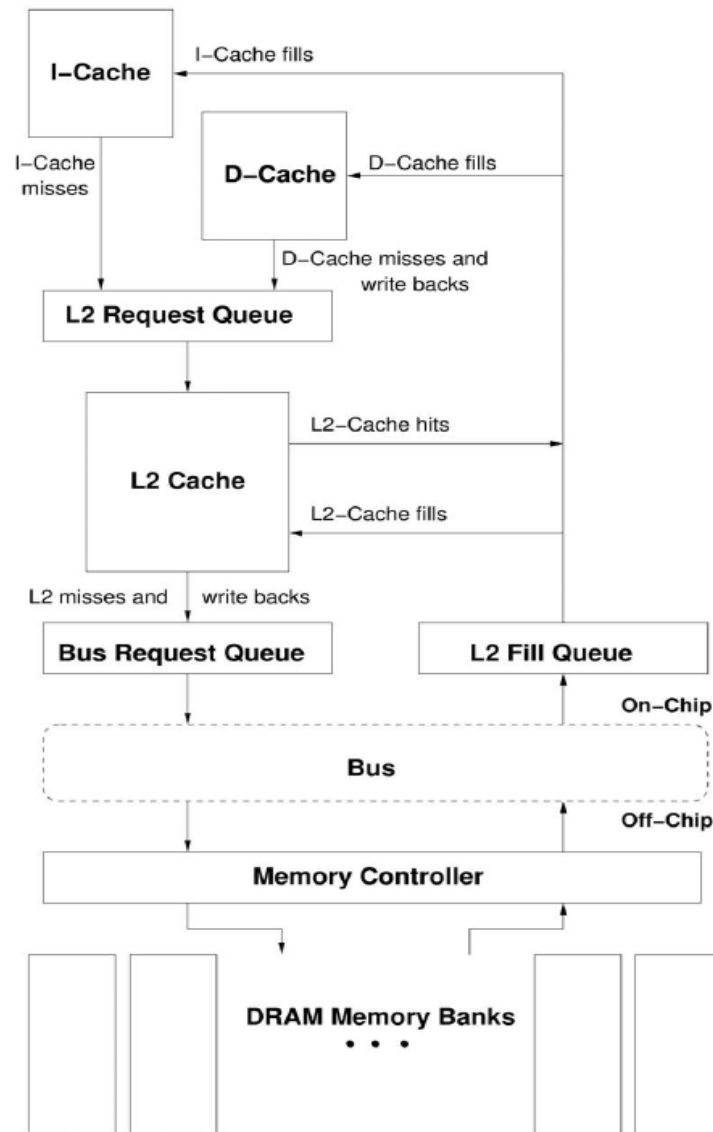 I-Cache
I-Cache fills
I-Cache
misses
D-Cache
D-Cache fills
D-Cache misses and
write backs
L2 Request Queue
L2 Cache
L2-Cache hits
L2-Cache fills
L2 misses and write backs
Bus Request Queue
L2 Fill Queue
On-Chip
Bus
Off-Chip
Memory Controller
DRAM Memory Banks
• • •